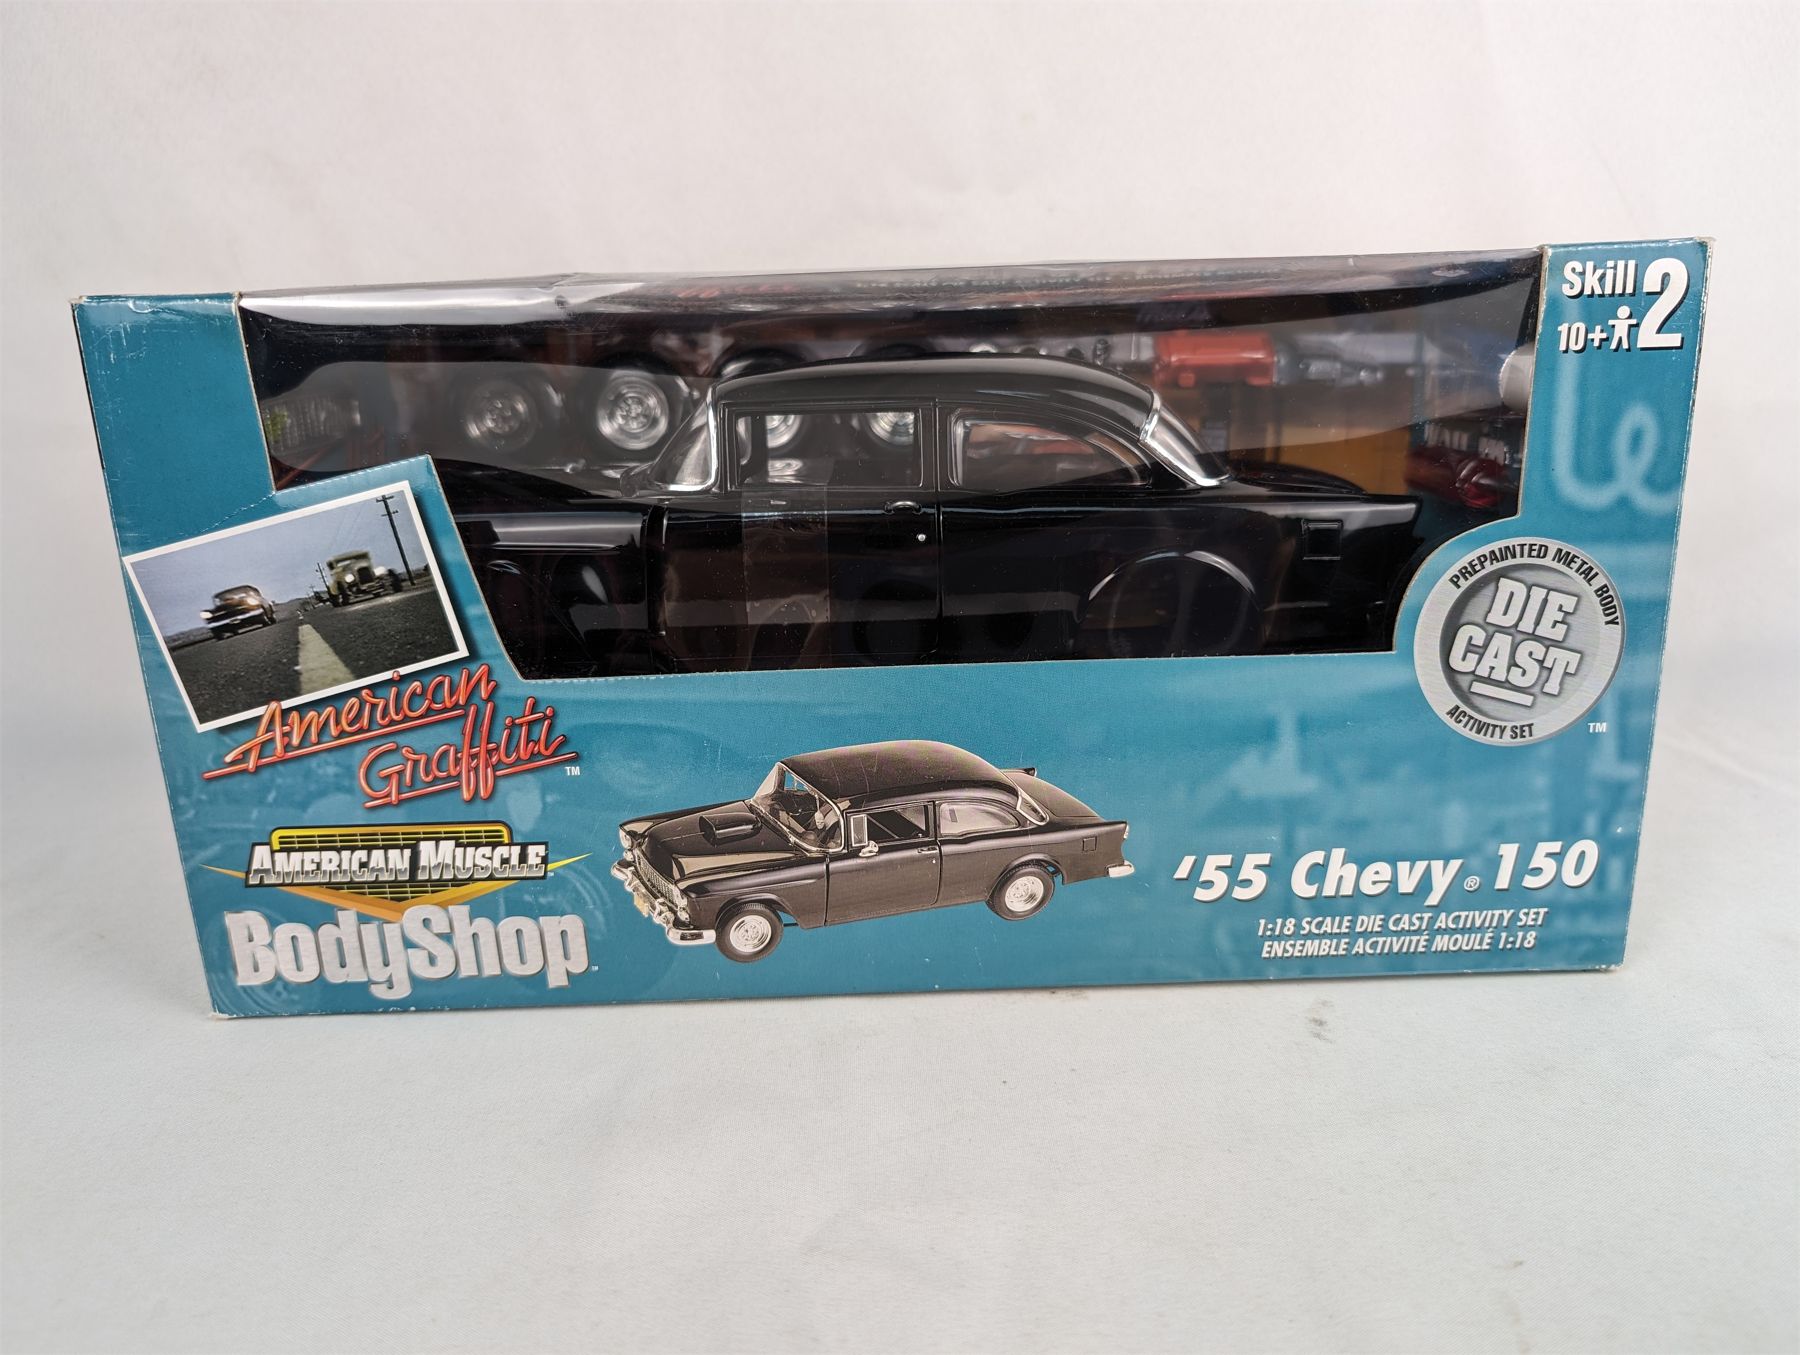 Skill 2
10+
PREPAINTED METAL BODY
DIE
CAST
ACTIVITY SET
TM
American
Graffiti
TM
AMERICAN MUSCLE
BodyShop
'55 Chevy® 150
1:18 SCALE DIE CAST ACTIVITY SET
ENSEMBLE ACTIVITÉ MOULÉ 1:18